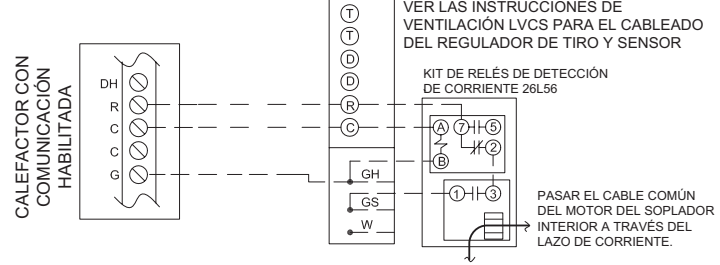 VER LAS INSTRUCCIONES DE
VENTILACIÓN LVCS PARA EL CABLEADO
DEL REGULADOR DE TIRO Y SENSOR
KIT DE RELÉS DE DETECCIÓN
DE CORRIENTE 26L56
CALEFACTOR CON
COMUNICACIÓN
HABILITADA
DH
R
C
C
G
T
T
D
D
R
C
GH
GS
W
A
7
5
2
B
1
3
PASAR EL CABLE COMÚN
DEL MOTOR DEL SOPLADOR
INTERIOR A TRAVÉS DEL
LAZO DE CORRIENTE.